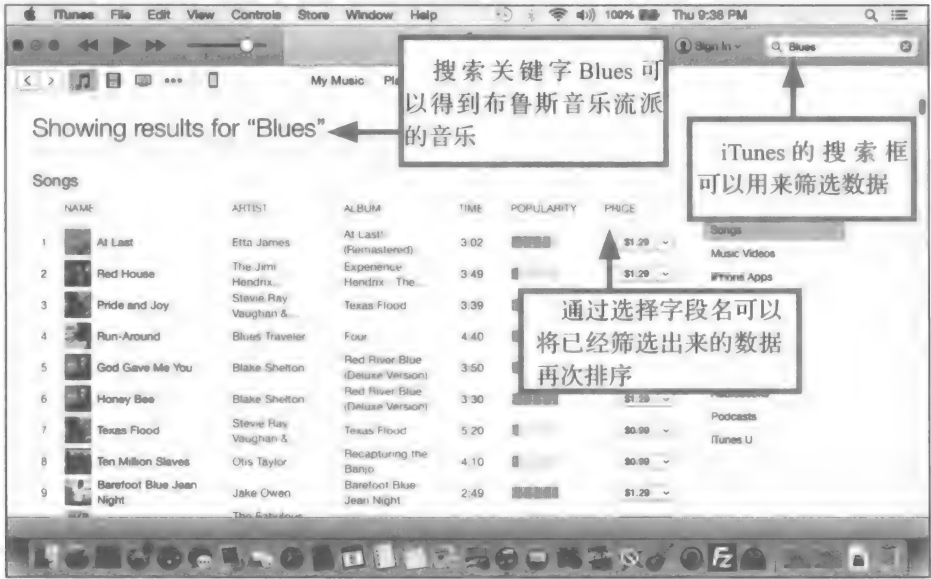 iTunes File Edit View Controls Store Window Help 100% Thu 9:38 PM
Sign In Blues
My Music
搜索关键字 Blues 可
以得到布鲁斯音乐流派
的音乐
Showing results for “Blues”
iTunes 的搜索框
可以用来筛选数据
Songs
NAME ARTIST ALBUM TIME POPULARITY PRICE
Songs
Music Videos
iPhone Apps
1 At Last Etta James At Last! (Remastered) 3:02 $1.29
2 Red House The Jimi Hendrix... Experience Hendrix The... 3:49 $1.29
通过选择字段名可以
将已经筛选出来的数据
再次排序
3 Pride and Joy Stevie Ray Vaughan & Texas Flood 3:39
4 Run-Around Blues Traveler Four 4:40
5 God Gave Me You Blake Shelton Red River Blue (Deluxe Version) 3:50
6 Honey Bee Blake Shelton Red River Blue (Deluxe Version) 3:30 $1.29
Podcasts
iTunes U
7 Texas Flood Stevie Ray Vaughan & Texas Flood 5:20 $0.99
8 Ten Million Slaves Otis Taylor Recapturing the Banjo 4:10 $0.99
9 Barefoot Blue Jean Night Jake Owen Barefoot Blue Jean Night 2:49 $1.29
The Fabulous
Fz